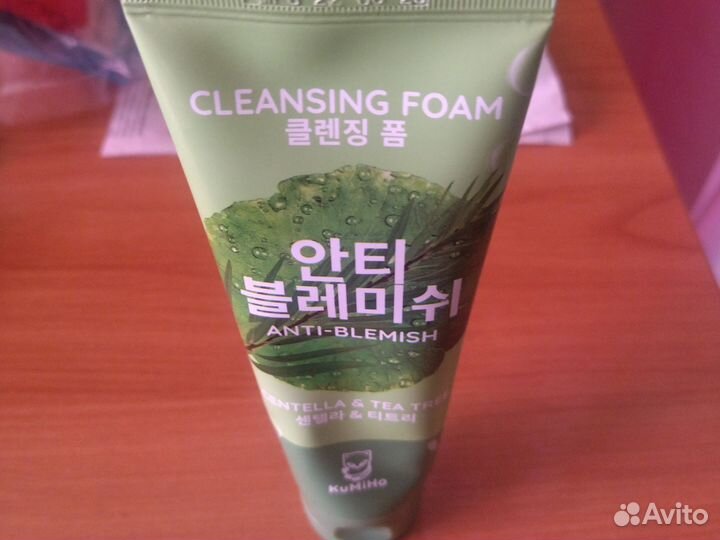 CLEANSING FOAM
클렌징 폼
안티
블레미쉬
ANTI-BLEMISH
CENTELLA & TEA TREE
센텔라 & 티트리
KUMIHO
Avito